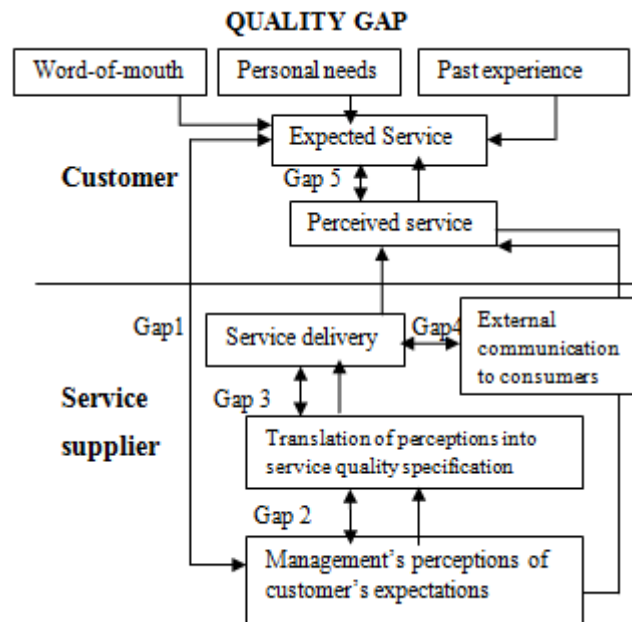 QUALITY GAP
Word-of-mouth
Personal needs
Past experience
Expected Service
Customer
Gap 5
Perceived service
Gap1
Service delivery
Gap4
External
communication
to consumers
Gap 3
Service
supplier
Translation of perceptions into
service quality specification
Gap 2
Management's perceptions of
customer's expectations